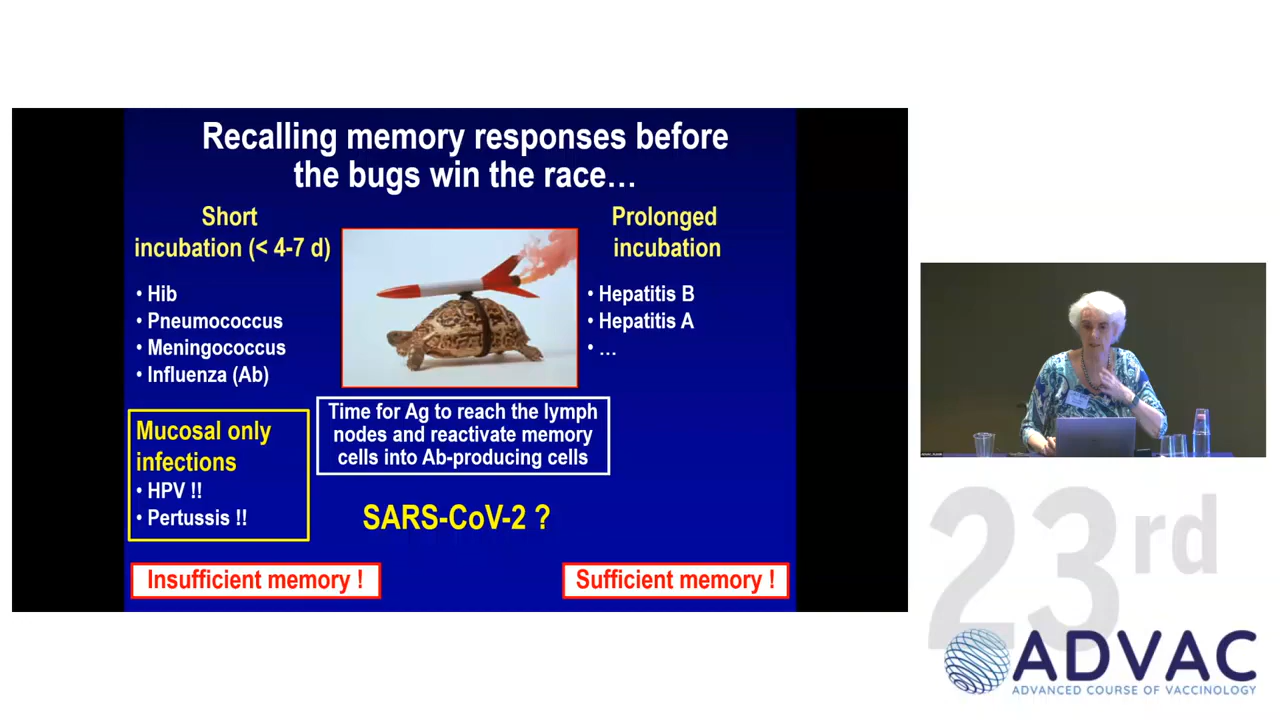 Recalling memory responses before
the bugs win the race…
Short
incubation (< 4-7 d)
• Hib
• Pneumococcus
• Meningococcus
• Influenza (Ab)
Prolonged
incubation
• Hepatitis B
• Hepatitis A
• …
Mucosal only
infections
• HPV !!
• Pertussis !!
Time for Ag to reach the lymph
nodes and reactivate memory
cells into Ab-producing cells
SARS-CoV-2 ?
Insufficient memory !
Sufficient memory !
23rd
ADVAC
ADVANCED COURSE OF VACCINOLOGY